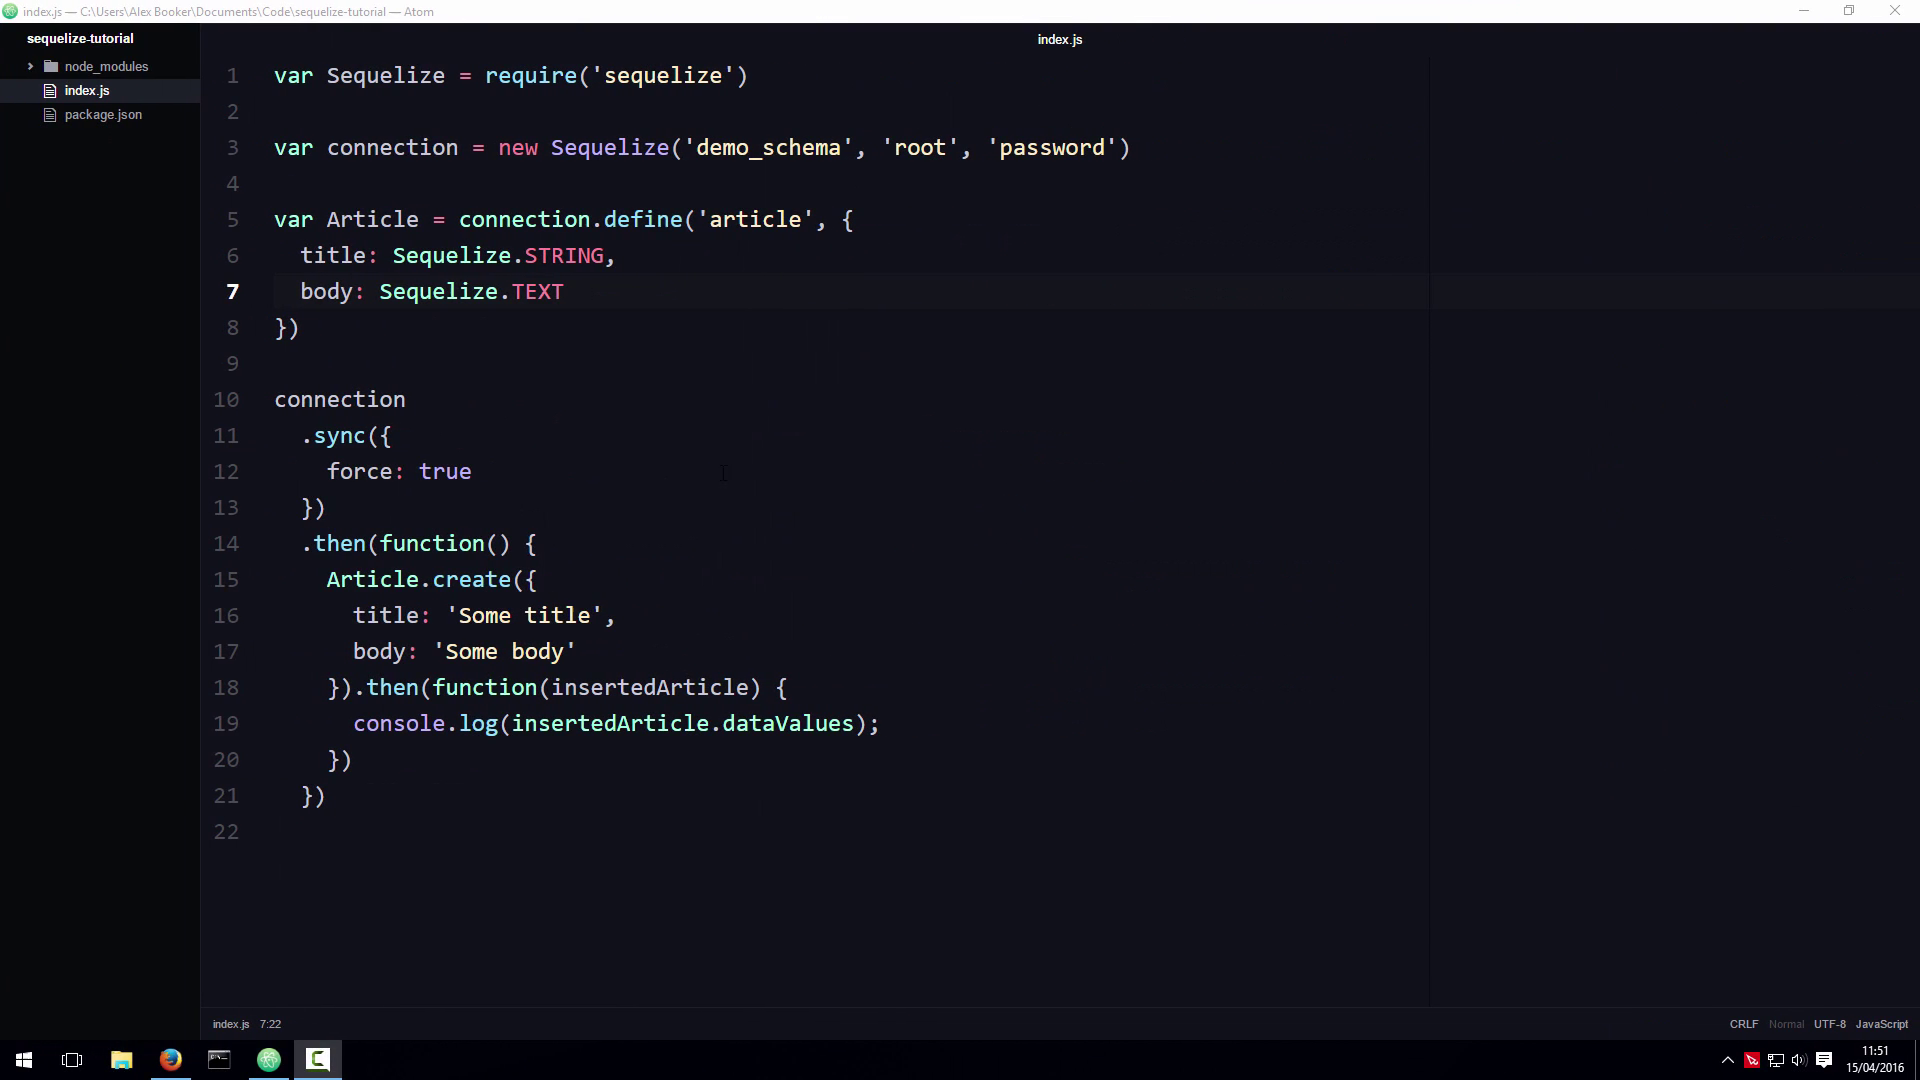 index.js — C:\Users\Alex Booker\Documents\Code\sequelize-tutorial — Atom
sequelize-tutorial
node_modules
index.js
package.json
index.js
1 var Sequelize = require('sequelize')
2
3 var connection = new Sequelize('demo_schema', 'root', 'password')
4
5 var Article = connection.define('article', {
6 title: Sequelize.STRING,
7 body: Sequelize.TEXT
8 })
9
10 connection
11 .sync({
12 force: true
13 })
14 .then(function() {
15 Article.create({
16 title: 'Some title',
17 body: 'Some body'
18 }).then(function(insertedArticle) {
19 console.log(insertedArticle.dataValues);
20 })
21 })
22
index.js 7:22
CRLF Normal UTF-8 JavaScript
11:51
15/04/2016